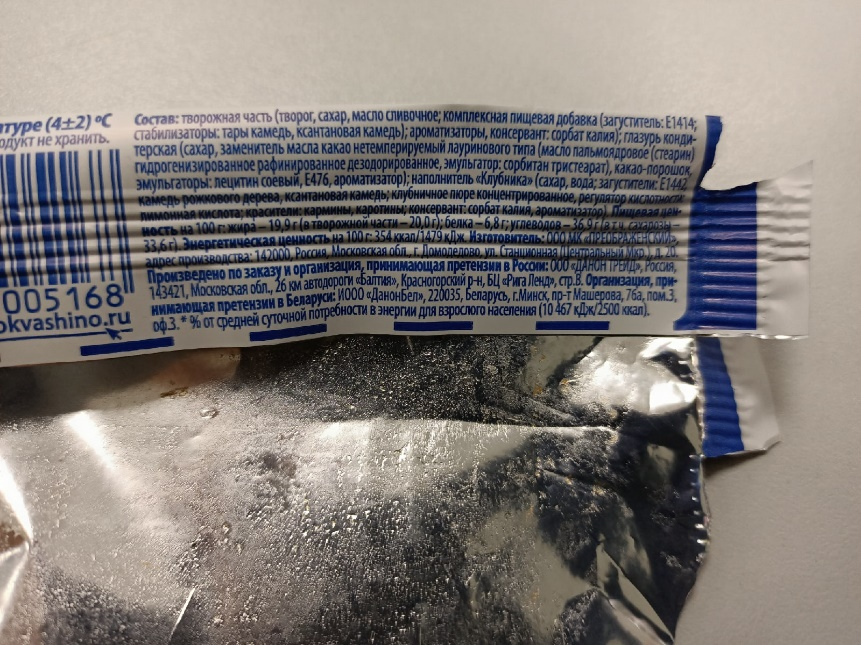 атуре (4±2) °С
одукт не хранить.
005168
okvashino.ru
Состав: творожная часть (творог, сахар, масло сливочное; комплексная пищевая добавка (загуститель: Е1414;
стабилизаторы: тары камедь, ксантановая камедь); ароматизаторы, консервант: сорбат калия); глазурь конди-
терская (сахар, заменитель масла какао нетемперируемый лауринового типа (масло пальмоядровое (стеарин)
гидрогенизированное рафинированное дезодорированное, эмульгатор: сорбитан тристеарат), какао-порошок,
эмульгаторы: лецитин соевый, Е476, ароматизатор); наполнитель «Клубника» (сахар, вода; загустители: Е1442,
камедь рожкового дерева, ксантановая камедь; клубничное пюре концентрированное, регулятор кислотности:
лимонная кислота; красители: кармины, каротины; консервант: сорбат калия, ароматизатор). Пищевая цен-
ность на 100 г: жира – 19,9 г (в творожной части – 20,0 г); белка – 6,8 г; углеводов – 36,9 г (в т.ч. сахарозы –
33,6 г). Энергетическая ценность на 100 г: 354 ккал/1479 кДж. Изготовитель: ООО МК «ПРЕОБРАЖЕНСКИЙ»,
адрес производства: 142000, Россия, Московская обл., г. Домодедово, ул. Станционная (Центральный Мкр.), д. 20.
Произведено по заказу и организация, принимающая претензии в России: ООО «ДАНОН ТРЕЙД», Россия,
143421, Московская обл., 26 км автодороги «Балтия», Красногорский р-н, БЦ «Рига Ленд», стр.В. Организация, при-
нимающая претензии в Беларуси: ИООО «ДанонБел», 220035, Беларусь, г.Минск, пр-т Машерова, 76а, пом.3,
оф.3. * % от средней суточной потребности в энергии для взрослого населения (10 467 кДж/2500 ккал).